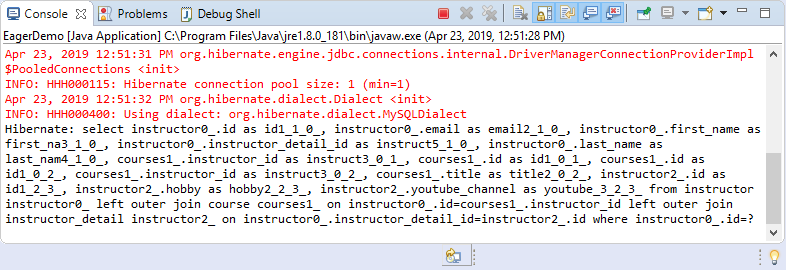 Console Problems Debug Shell
EagerDemo [Java Application] C:\Program Files\Java\jre1.8.0_181\bin\javaw.exe (Apr 23, 2019 12:51:28 PM)
Apr 23, 2019 12:51:31 PM org.hibernate.engine.jdbc.connections.internal.DriverManagerConnectionProviderImpl
$PooledConnections <init>
INFO: HHH000115: Hibernate connection pool size: 1 (min=1)
Apr 23, 2019 12:51:32 PM org.hibernate.dialect.Dialect <init>
INFO: HHH000400: Using dialect: org.hibernate.dialect.MySQLDialect
Hibernate: select instructor0_.id as id1_1_0_, instructor0_.email as email2_1_0_, instructor0_.first_name as
first_na3_1_0_, instructor0_.instructor_detail_id as instruct5_1_0_, instructor0_.last_name as
last_nam4_1_0_, courses1_.instructor_id as instruct3_0_1_, courses1_.id as id1_0_1_, courses1_.id as
id1_0_2_, courses1_.instructor_id as instruct3_0_2_, courses1_.title as title2_0_2_, instructor2_.id as
id1_2_3_, instructor2_.hobby as hobby2_2_3_, instructor2_.youtube_channel as youtube_3_2_3_ from instructor
instructor0_ left outer join course courses1_ on instructor0_.id=courses1_.instructor_id left outer join
instructor_detail instructor2_ on instructor0_.instructor_detail_id=instructor2_.id where instructor0_.id=?